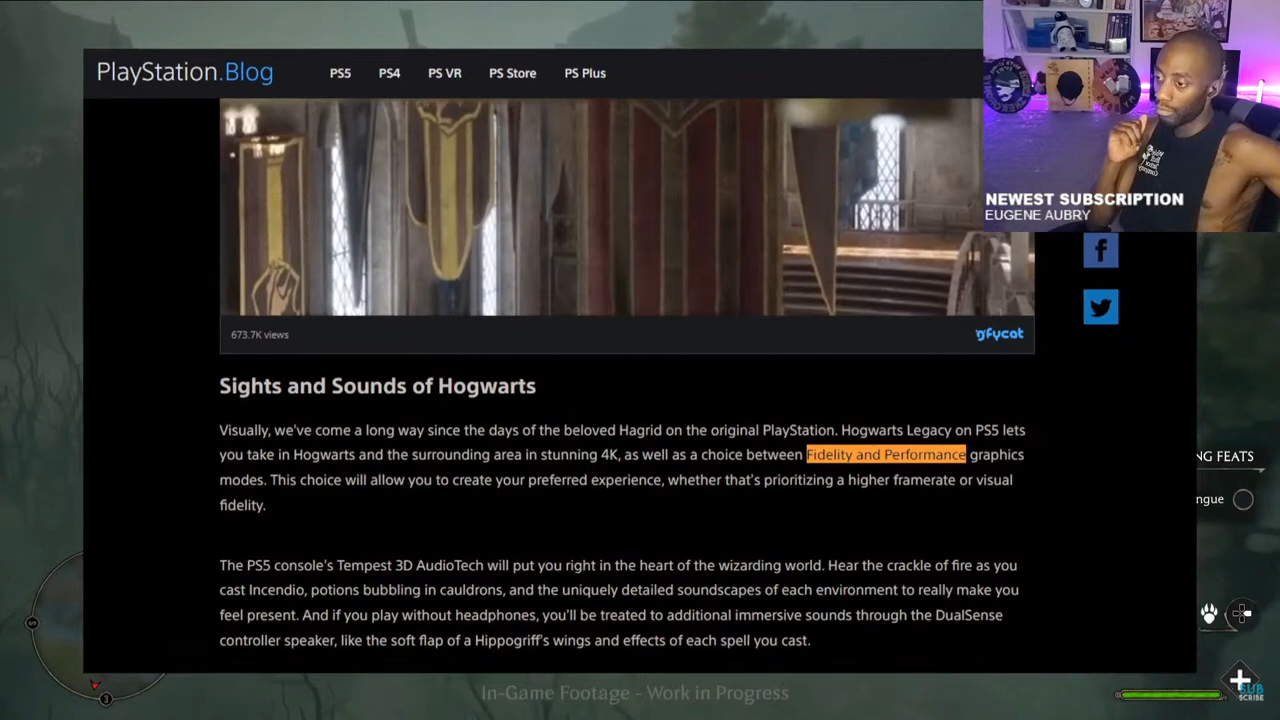 PlayStation.Blog
PS5
PS4
PS VR
PS Store
PS Plus
NEWEST SUBSCRIPTION
EUGENE AUBRY
673.7K views
gfycat
Sights and Sounds of Hogwarts
Visually, we've come a long way since the days of the beloved Hagrid on the original PlayStation. Hogwarts Legacy on PS5 lets
you take in Hogwarts and the surrounding area in stunning 4K, as well as a choice between Fidelity and Performance graphics
modes. This choice will allow you to create your preferred experience, whether that's prioritizing a higher framerate or visual
fidelity.
The PS5 console's Tempest 3D AudioTech will put you right in the heart of the wizarding world. Hear the crackle of fire as you
cast Incendio, potions bubbling in cauldrons, and the uniquely detailed soundscapes of each environment to really make you
feel present. And if you play without headphones, you'll be treated to additional immersive sounds through the DualSense
controller speaker, like the soft flap of a Hippogriff's wings and effects of each spell you cast.
NG FEATS
ngue
In-Game Footage - Work in Progress
SUB
SCRIBE